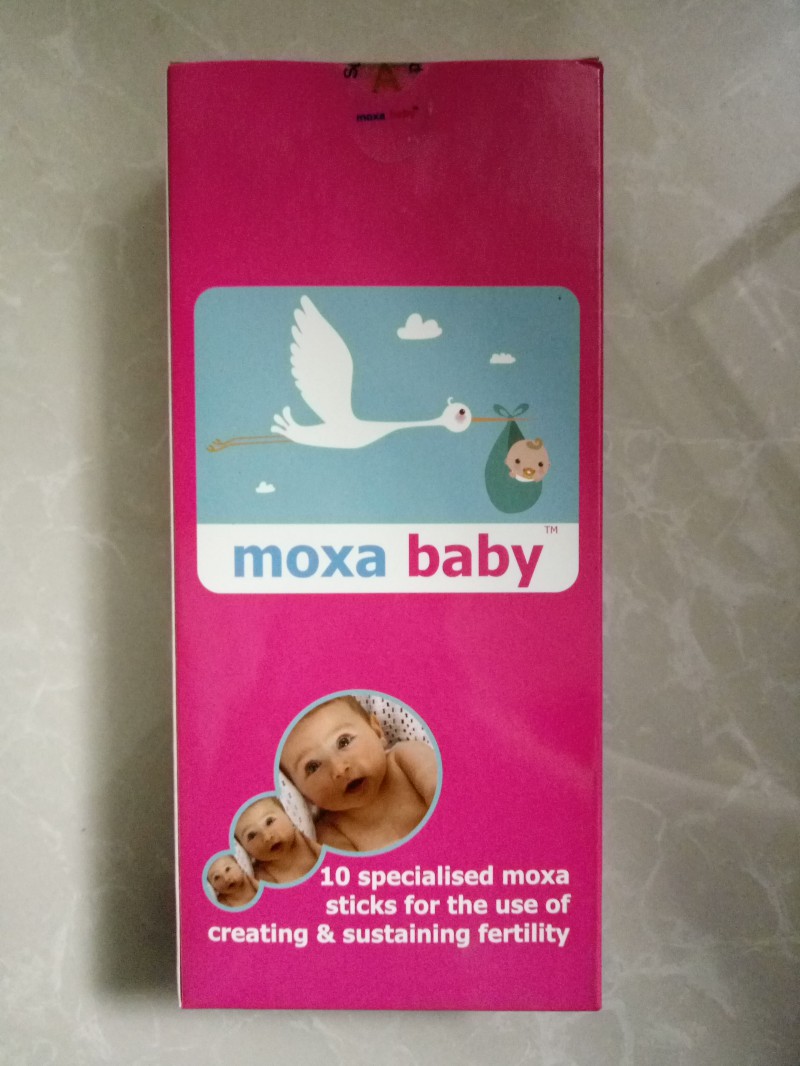 moxa baby
moxa baby™
10 specialised moxa
sticks for the use of
creating & sustaining fertility